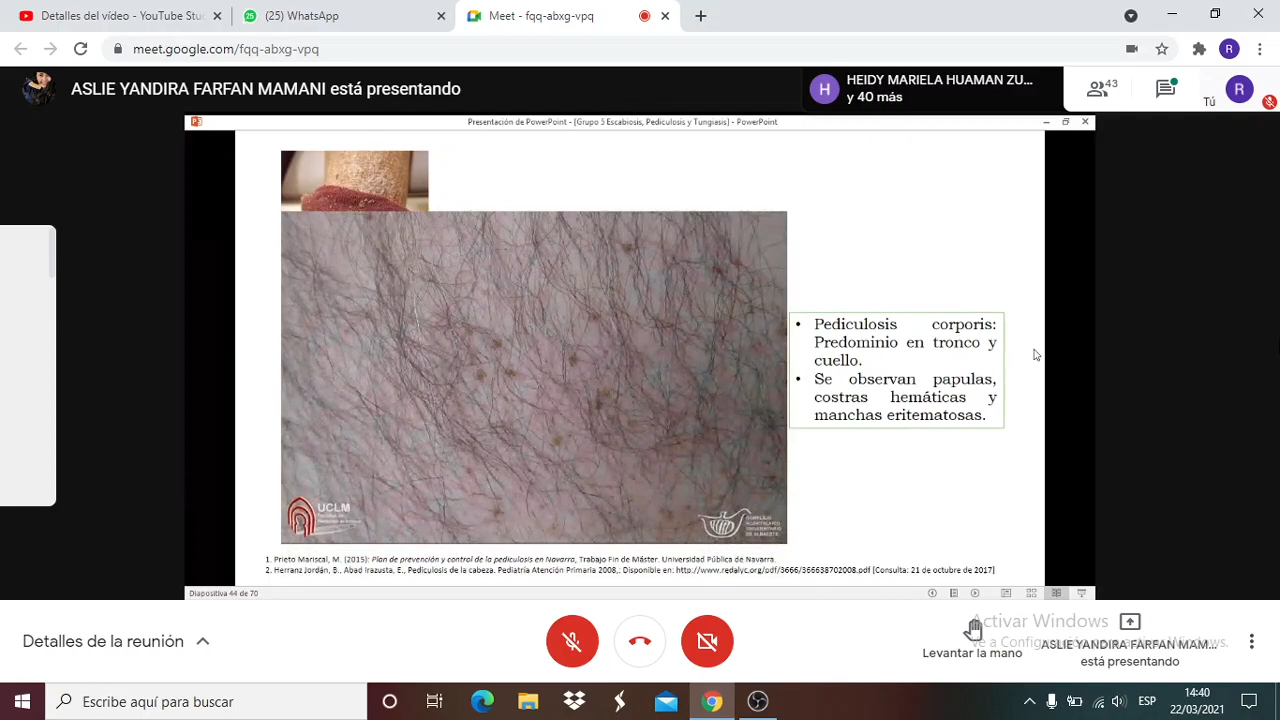 Detalles del vídeo - YouTube Stu
(25) WhatsApp
Meet - fqq-abxg-vpq
meet.google.com/fqq-abxg-vpq
R
ASLIE YANDIRA FARFAN MAMANI está presentando
H
HEIDY MARIELA HUAMAN ZU...
y 40 más
43
Tú
R
Presentación de PowerPoint - [Grupo 5 Escabiosis, Pediculosis y Tungiasis] - PowerPoint
• Pediculosis corporis:
Predominio en tronco y
cuello.
• Se observan papulas,
costras hemáticas y
manchas eritematosas.
UCLM
1. Prieto Mariscal, M. (2015): Plan de prevención y control de la pediculosis en Navarra, Trabajo Fin de Máster. Universidad Pública de Navarra.
2. Herranz Jordán, B., Abad Irazusta, E., Pediculosis de la cabeza. Pediatría Atención Primaria 2008,: Disponible en: http://www.redalyc.org/pdf/3666/366638702008.pdf [Consulta: 21 de octubre de 2017]
Diapositiva 44 de 70
Detalles de la reunión
Activar Windows
Ve a Configuración para activar Windows.
Levantar la mano
ASLIE YANDIRA FARFAN MAM...
está presentando
Escribe aquí para buscar
ESP
14:40
22/03/2021